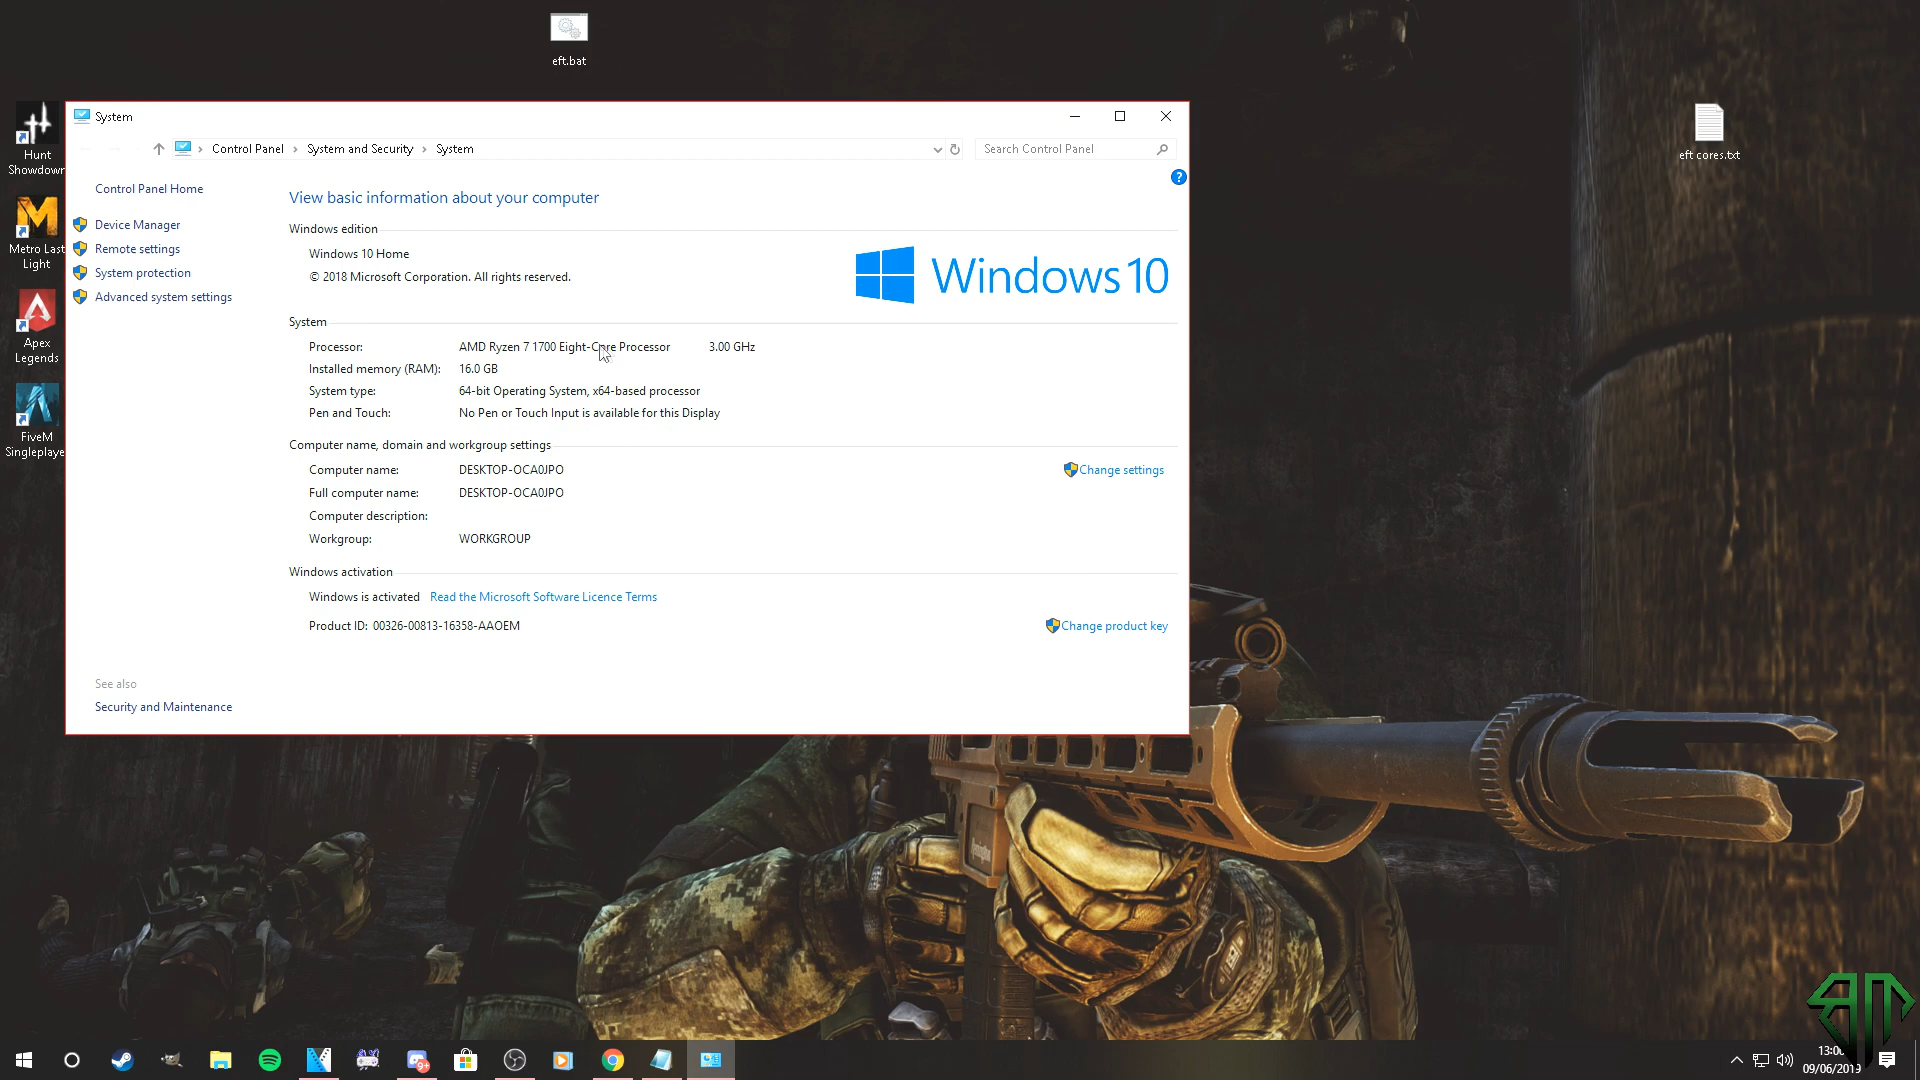 eft.bat
Hunt
Showdown
Metro Last
Light
Apex
Legends
FiveM
Singleplaye
eft cores.txt
System
Control Panel
System and Security
System
Search Control Panel
?
Control Panel Home
Device Manager
Remote settings
System protection
Advanced system settings
See also
Security and Maintenance
View basic information about your computer
Windows edition
Windows 10 Home
© 2018 Microsoft Corporation. All rights reserved.
Windows 10
System
Processor: AMD Ryzen 7 1700 Eight-Core Processor 3.00 GHz
Installed memory (RAM): 16.0 GB
System type: 64-bit Operating System, x64-based processor
Pen and Touch: No Pen or Touch Input is available for this Display
Computer name, domain and workgroup settings
Computer name: DESKTOP-OCA0JPO
Change settings
Full computer name: DESKTOP-OCA0JPO
Computer description:
Workgroup: WORKGROUP
Windows activation
Windows is activated Read the Microsoft Software Licence Terms
Product ID: 00326-00813-16358-AAOEM
Change product key
Remington
9+
09/06/2019